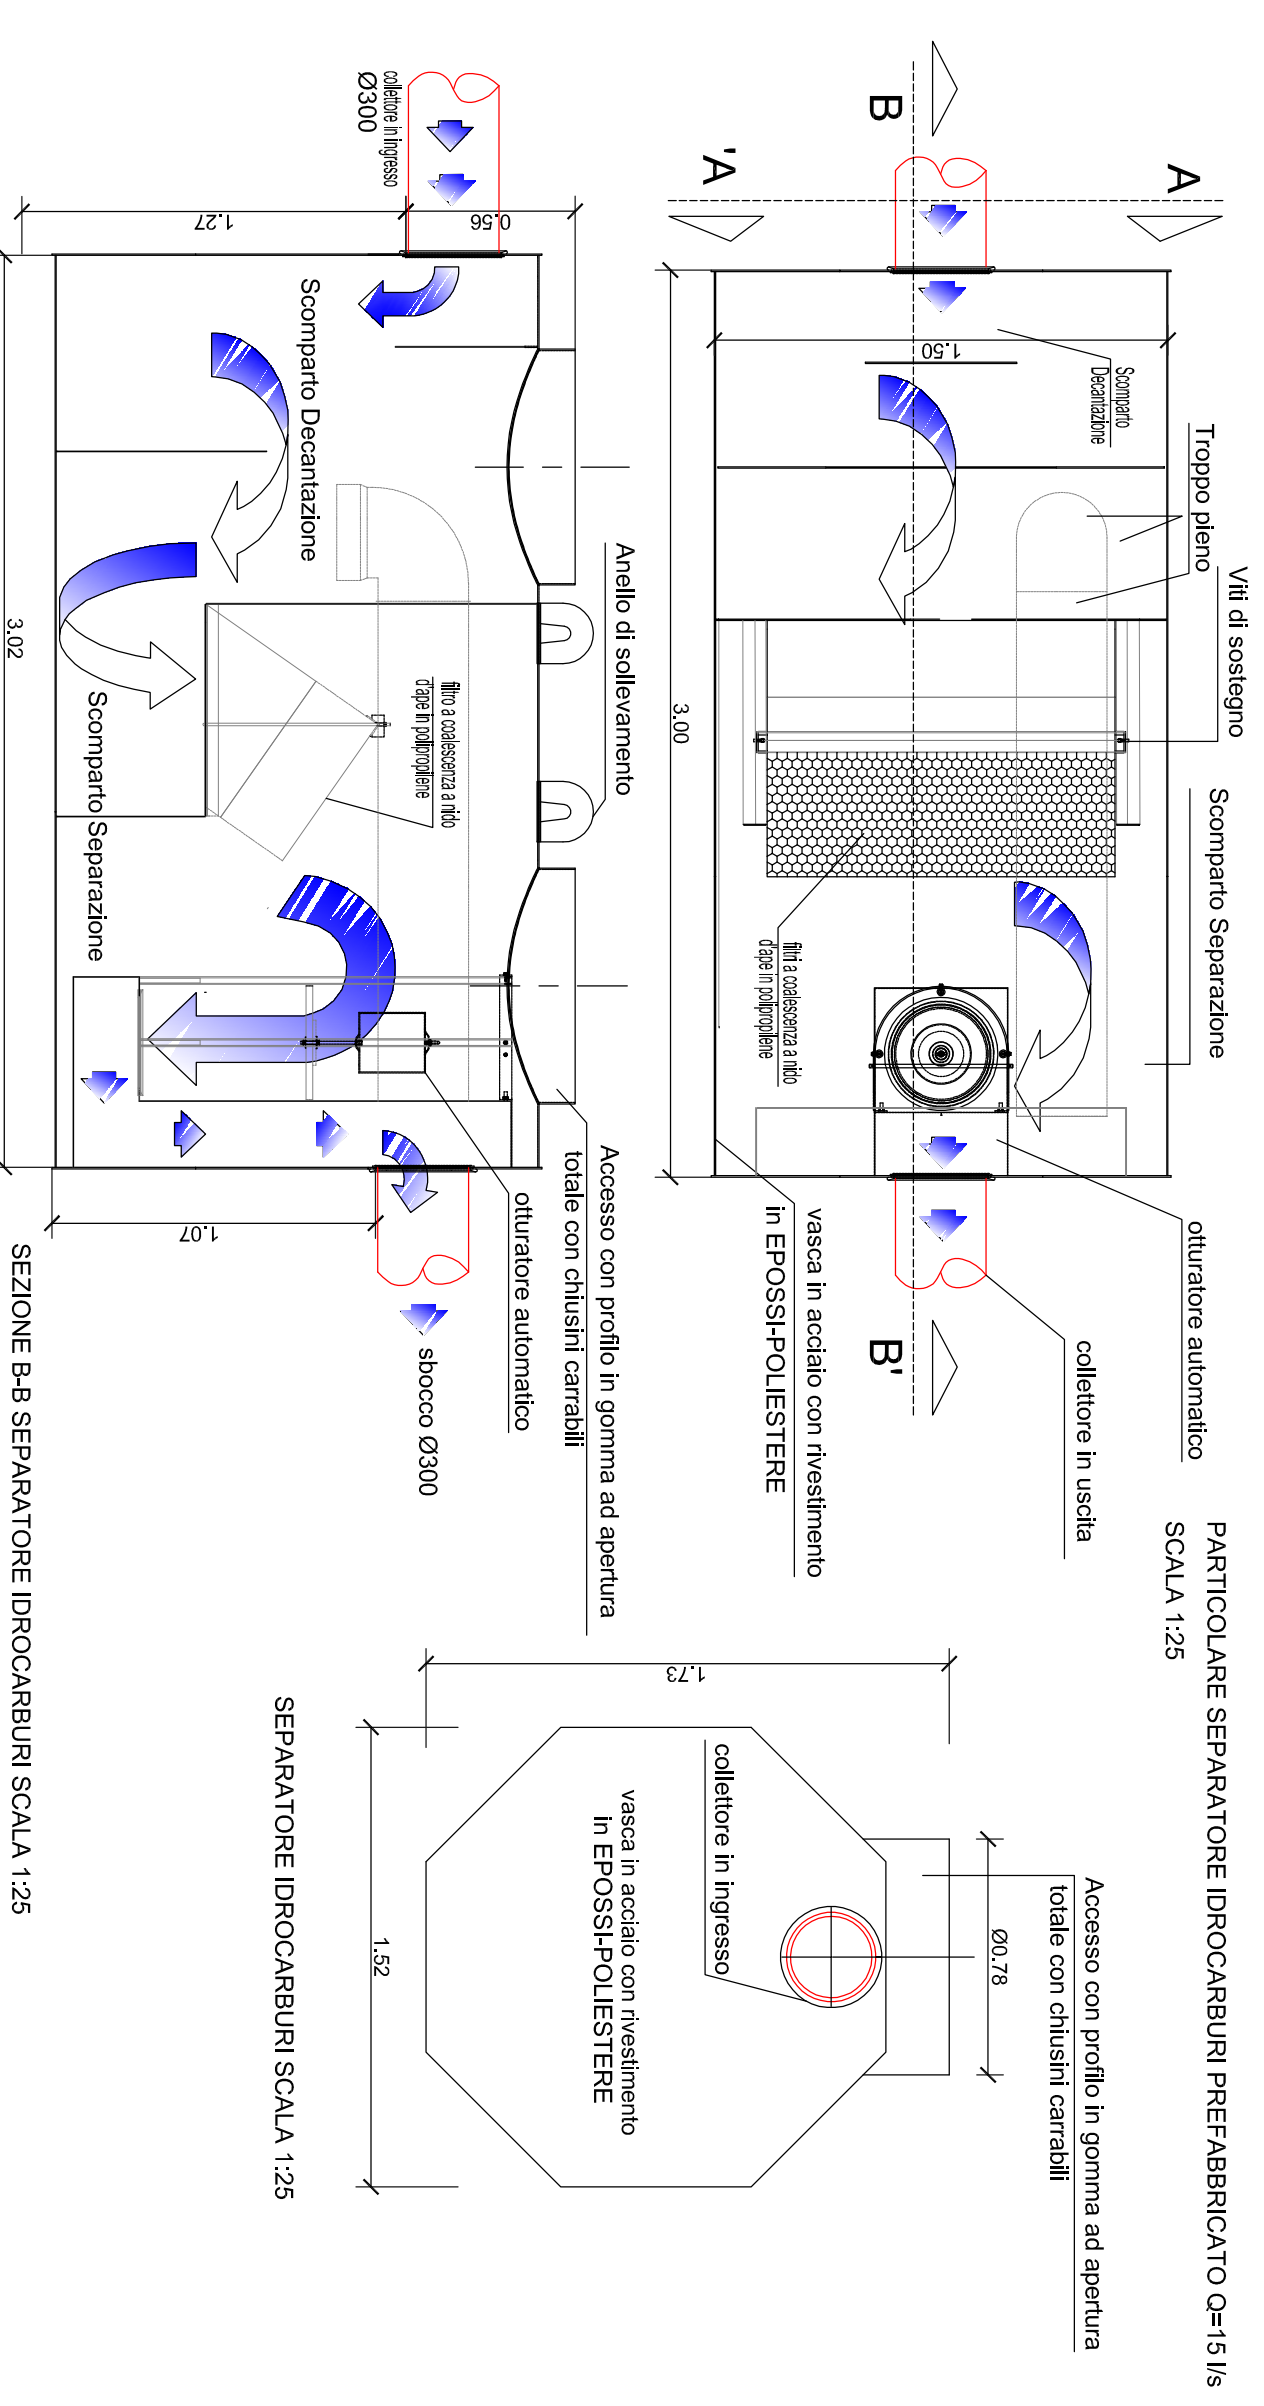 PARTICOLARE SEPARATORE IDROCARBURI PREFABBRICATO Q=15 l/s
SCALA 1:25
A
'A
B
B'
Troppo pieno
Viti di sostegno
Scomparto Separazione
otturatore automatico
collettore in uscita
Scomparto
Decantazione
1.50
3.00
filtri a coalescenza a nido
d'ape in polipropilene
vasca in acciaio con rivestimento
in EPOSSI-POLIESTERE
collettore in ingresso
Ø300
0.56
1.27
Scomparto Decantazione
Anello di sollevamento
filtro a coalescenza a nido
d'ape in polipropilene
Scomparto Separazione
3.02
Accesso con profilo in gomma ad apertura
totale con chiusini carrabili
otturatore automatico
sbocco Ø300
1.07
SEZIONE B-B SEPARATORE IDROCARBURI SCALA 1:25
Accesso con profilo in gomma ad apertura
totale con chiusini carrabili
Ø0.78
1.73
collettore in ingresso
vasca in acciaio con rivestimento
in EPOSSI-POLIESTERE
1.52
SEPARATORE IDROCARBURI SCALA 1:25